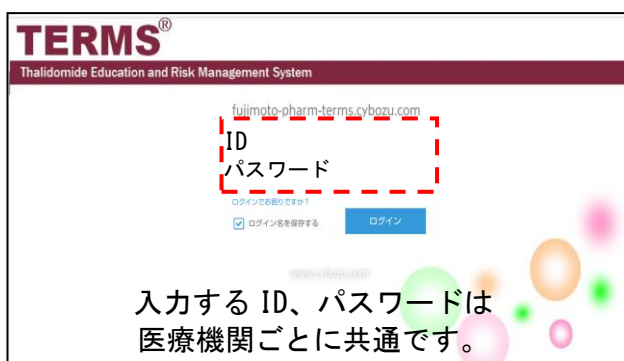 TERMS®
Thalidomide Education and Risk Management System
fujimoto-pharm-terms.cybozu.com
ID
パスワード
ログインでお困りですか?
ログイン名を保存する
ログイン
www.cybozu.com
入力する ID、パスワードは
医療機関ごとに共通です。